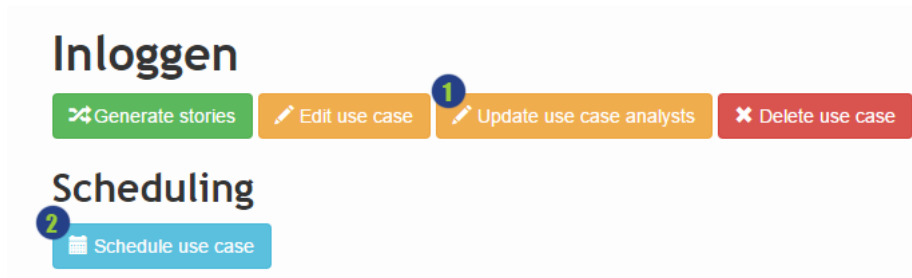 Inloggen
1
Generate stories Edit use case Update use case analysts Delete use case
Scheduling
2
Schedule use case